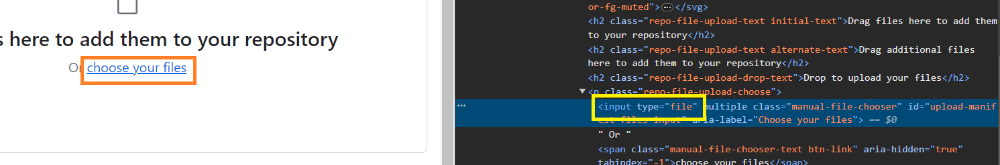 s here to add them to your repository
Or choose your files
or-fg-muted">…</svg>
<h2 class="repo-file-upload-text initial-text">Drag files here to add them
to your repository</h2>
<h2 class="repo-file-upload-text alternate-text">Drag additional files
here to add them to your repository</h2>
<h2 class="repo-file-upload-drop-text">Drop to upload your files</h2>
<p class="repo-file-upload-choose">
<input type="file" multiple class="manual-file-chooser" id="upload-manif
est-files-input" aria-label="Choose your files"> == $0
" Or "
<span class="manual-file-chooser-text btn-link" aria-hidden="true"
tabindex="-1">choose your files</span>